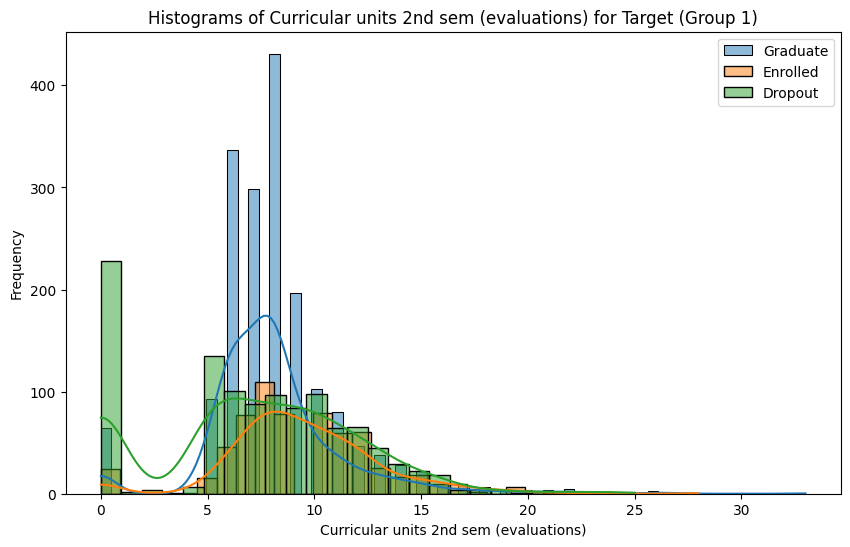 Histograms of Curricular units 2nd sem (evaluations) for Target (Group 1)
Graduate
Enrolled
Dropout
Frequency
400
300
200
100
0
0 5 10 15 20 25 30
Curricular units 2nd sem (evaluations)